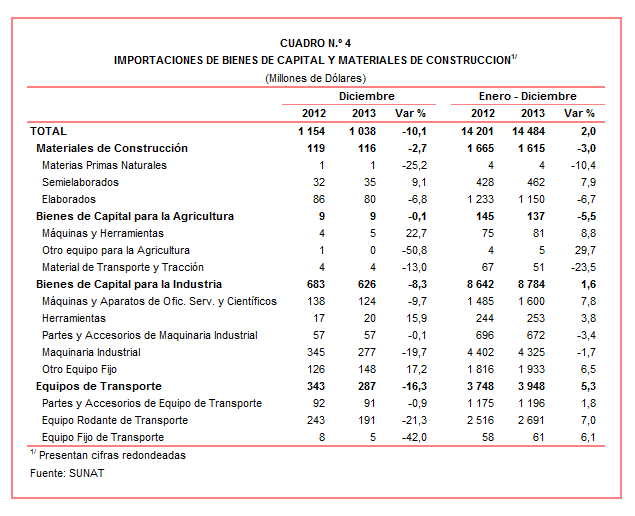 CUADRO N.º 4
IMPORTACIONES DE BIENES DE CAPITAL Y MATERIALES DE CONSTRUCCION1/
(Millones de Dólares)
Diciembre Enero - Diciembre
2012 2013 Var % 2012 2013 Var %
TOTAL 1 154 1 038 -10,1 14 201 14 484 2,0
Materiales de Construcción 119 116 -2,7 1 665 1 615 -3,0
Materias Primas Naturales 1 1 -25,2 4 4 -10,4
Semielaborados 32 35 9,1 428 462 7,9
Elaborados 86 80 -6,8 1 233 1 150 -6,7
Bienes de Capital para la Agricultura 9 9 -0,1 145 137 -5,5
Máquinas y Herramientas 4 5 22,7 75 81 8,8
Otro equipo para la Agricultura 1 0 -50,8 4 5 29,7
Material de Transporte y Tracción 4 4 -13,0 67 51 -23,5
Bienes de Capital para la Industria 683 626 -8,3 8 642 8 784 1,6
Máquinas y Aparatos de Ofic. Serv. y Científicos 138 124 -9,7 1 485 1 600 7,8
Herramientas 17 20 15,9 244 253 3,8
Partes y Accesorios de Maquinaria Industrial 57 57 -0,1 696 672 -3,4
Maquinaria Industrial 345 277 -19,7 4 402 4 325 -1,7
Otro Equipo Fijo 126 148 17,2 1 816 1 933 6,5
Equipos de Transporte 343 287 -16,3 3 748 3 948 5,3
Partes y Accesorios de Equipo de Transporte 92 91 -0,9 1 175 1 196 1,8
Equipo Rodante de Transporte 243 191 -21,3 2 516 2 691 7,0
Equipo Fijo de Transporte 8 5 -42,0 58 61 6,1
1/ Presentan cifras redondeadas
Fuente: SUNAT